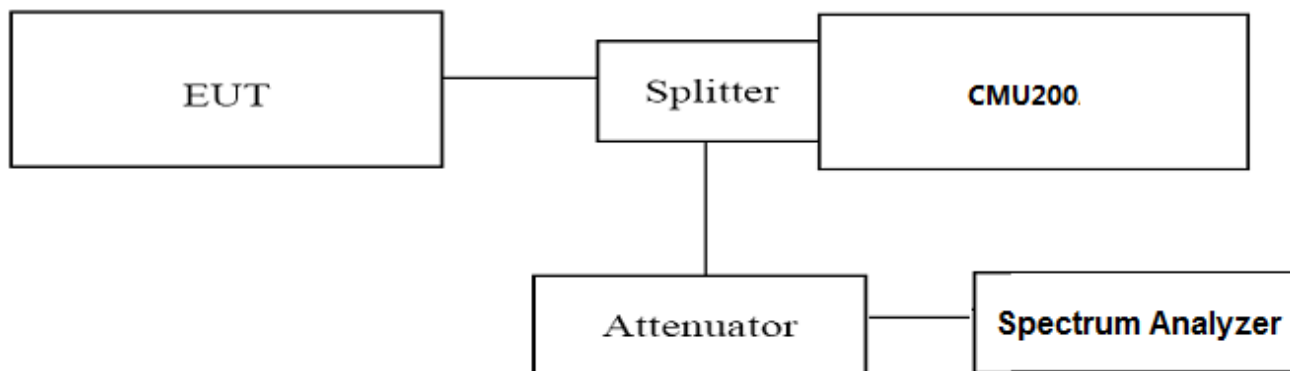 EUT
Splitter
CMU200.
Attenuator
Spectrum Analyzer